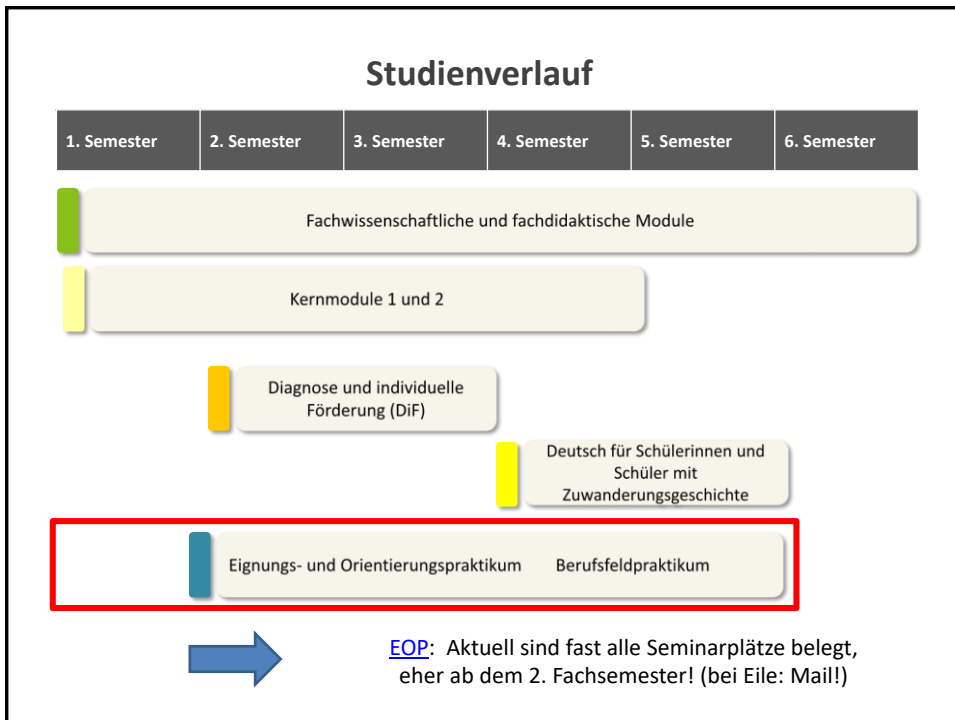 Studienverlauf
1. Semester 2. Semester 3. Semester 4. Semester 5. Semester 6. Semester
Fachwissenschaftliche und fachdidaktische Module
Kernmodule 1 und 2
Diagnose und individuelle
Förderung (DiF)
Deutsch für Schülerinnen und
Schüler mit
Zuwanderungsgeschichte
Eignungs- und Orientierungspraktikum Berufsfeldpraktikum
EOP: Aktuell sind fast alle Seminarplätze belegt,
eher ab dem 2. Fachsemester! (bei Eile: Mail!)